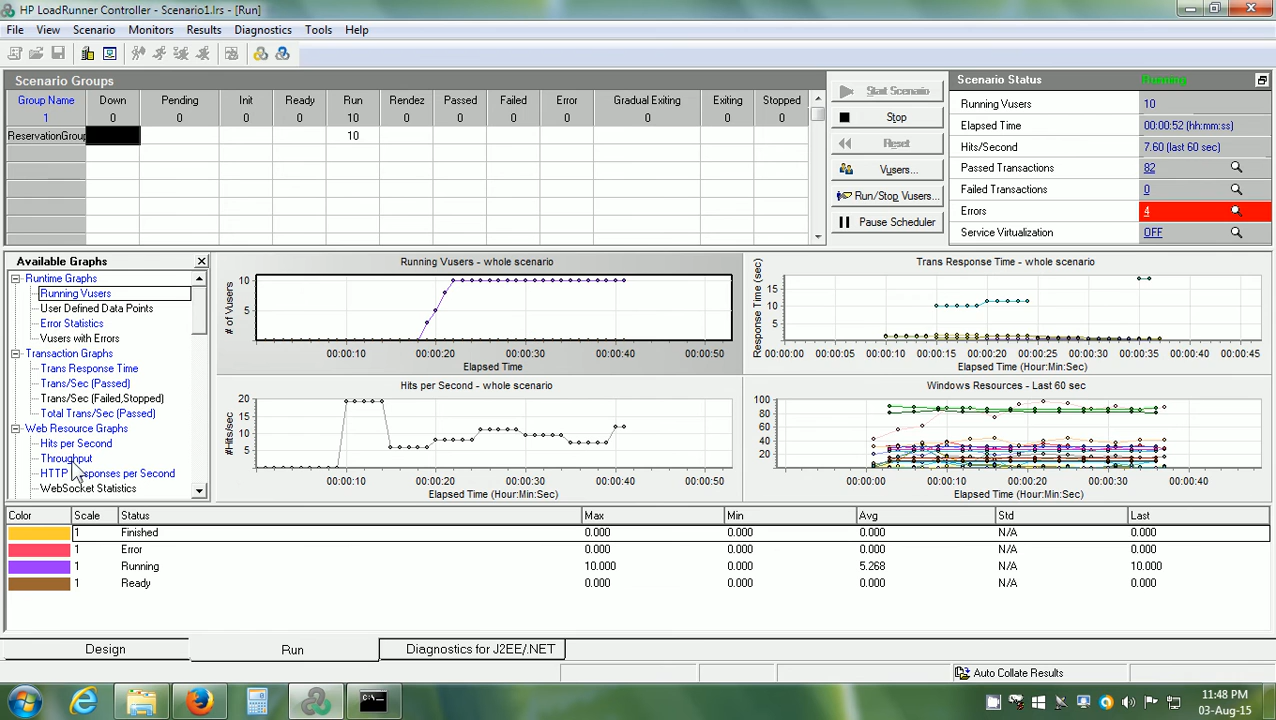 HP LoadRunner Controller - Scenario1.lrs - [Run]
File View Scenario Monitors Results Diagnostics Tools Help
Scenario Groups
Group Name Down Pending Init Ready Run Rendez Passed Failed Error Gradual Exiting Exiting Stopped
1 0 0 0 0 10 0 0 0 0 0 0 0
ReservationGroup 10
Start Scenario
Stop
Reset
Vusers...
Run/Stop Vusers...
Pause Scheduler
Scenario Status Running
Running Vusers 10
Elapsed Time 00:00:52 (hh:mm:ss)
Hits/Second 7.60 (last 60 sec)
Passed Transactions 82
Failed Transactions 0
Errors 4
Service Virtualization OFF
Available Graphs
Runtime Graphs
Running Vusers
User Defined Data Points
Error Statistics
Vusers with Errors
Transaction Graphs
Trans Response Time
Trans/Sec (Passed)
Trans/Sec (Failed,Stopped)
Total Trans/Sec (Passed)
Web Resource Graphs
Hits per Second
Throughput
HTTP Responses per Second
WebSocket Statistics
Running Vusers - whole scenario
# of Vusers
10
5
00:00:10 00:00:20 00:00:30 00:00:40 00:00:50
Elapsed Time
Trans Response Time - whole scenario
Response Time (sec)
15
10
5
00:00:00 00:00:05 00:00:10 00:00:15 00:00:20 00:00:25 00:00:30 00:00:36 00:00:40 00:00:45
Elapsed Time (Hour:Min:Sec)
Hits per Second - whole scenario
#Hits/sec
20
15
10
5
00:00:10 00:00:20 00:00:30 00:00:40 00:00:50
Elapsed Time (Hour:Min:Sec)
Windows Resources - Last 60 sec
100
80
60
40
20
0
00:00:00 00:00:10 00:00:20 00:00:30 00:00:40
Elapsed Time (Hour:Min:Sec)
Color Scale Status Max Min Avg Std Last
1 Finished 0.000 0.000 0.000 N/A 0.000
1 Error 0.000 0.000 0.000 N/A 0.000
1 Running 10.000 0.000 5.268 N/A 10.000
1 Ready 0.000 0.000 0.000 N/A 0.000
Design Run Diagnostics for J2EE/.NET
Auto Collate Results
11:48 PM
03-Aug-15